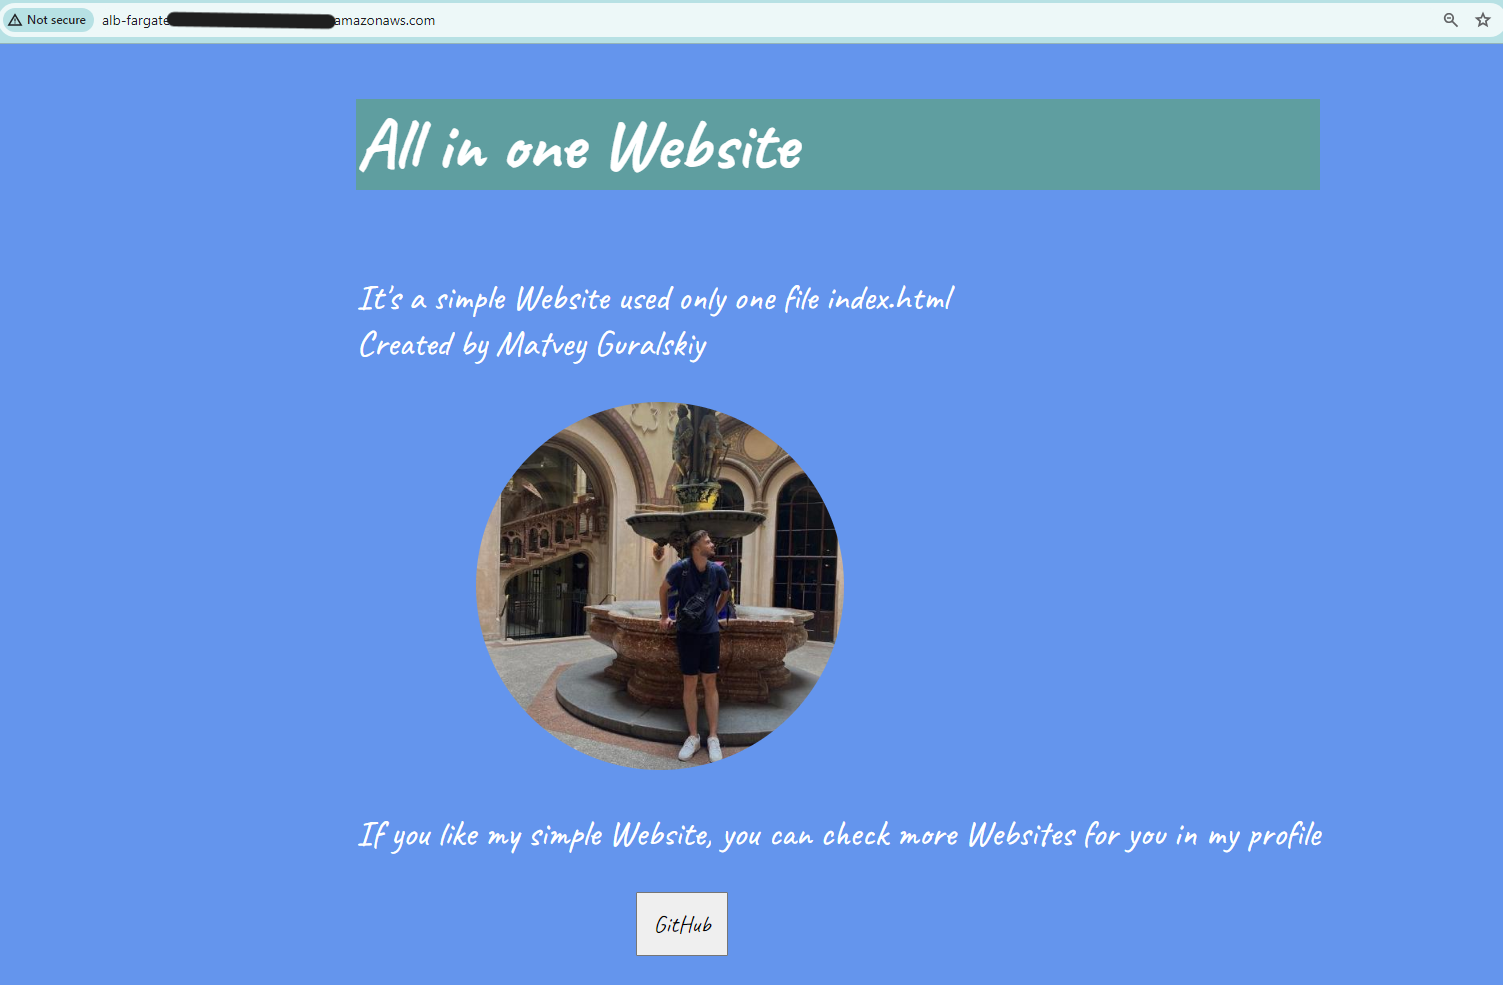 Not secure
alb-fargate
amazonaws.com
All in one Website
It's a simple Website used only one file index.html
Created by Matvey Guralskiy
If you like my simple Website, you can check more Websites for you in my profile
GitHub